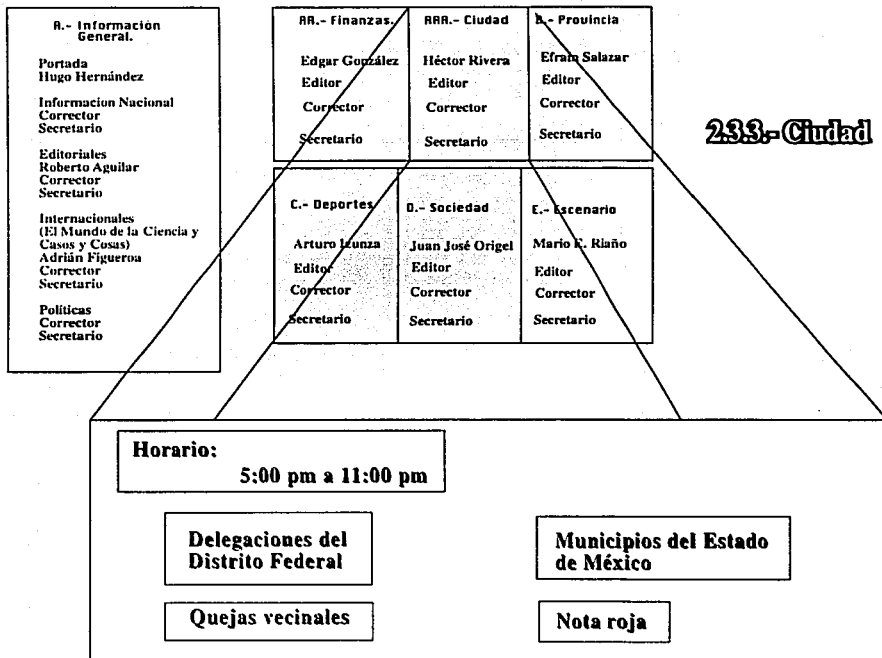 A.- Información
General.
Portada
Hugo Hernández
Informacion Nacional
Corrector
Secretario
Editoriales
Roberto Aguilar
Corrector
Secretario
Internacionales
(El Mundo de la Ciencia y
Casos y Cosas)
Adrián Figueroa
Corrector
Secretario
Políticas
Corrector
Secretario
AA.- Finanzas.
Edgar González
Editor
Corrector
Secretario
AAA.- Ciudad
Héctor Rivera
Editor
Corrector
Secretario
B.- Provincia
Efraín Salazar
Editor
Corrector
Secretario
2.3.3.- Ciudad
C.- Deportes
Arturo Izunza
Editor
Corrector
Secretario
D.- Sociedad
Juan José Origel
Editor
Corrector
Secretario
E.- Escenario
Mario E. Riaño
Editor
Corrector
Secretario
Horario:
5:00 pm a 11:00 pm
Delegaciones del
Distrito Federal
Municipios del Estado
de México
Quejas vecinales
Nota roja